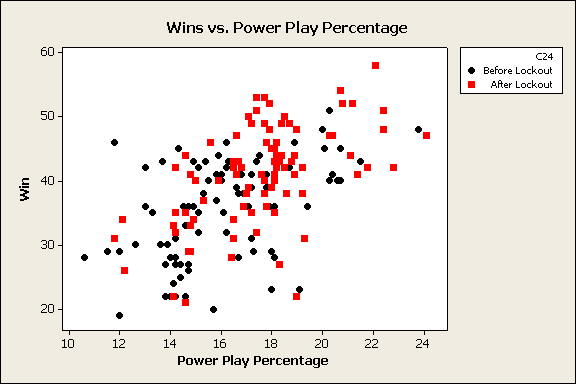 Wins vs. Power Play Percentage
C24
Before Lockout
After Lockout
60
50
40
30
20
Win
10
12
14
16
18
20
22
24
Power Play Percentage